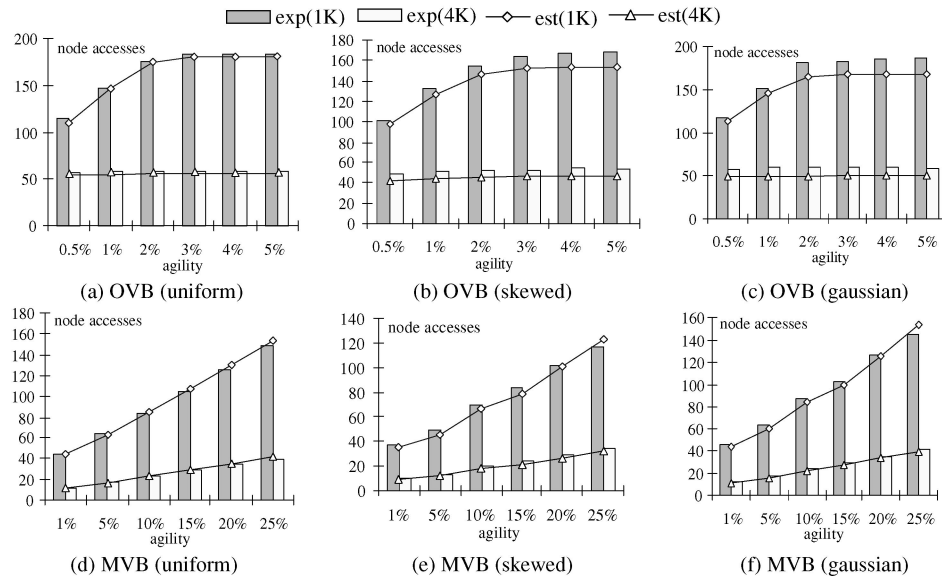 exp(1K) exp(4K) est(1K) est(4K)
node accesses
200
150
100
50
0
0.5% 1% 2% 3% 4% 5%
agility
(a) OVB (uniform)
node accesses
180
160
140
120
100
80
60
40
20
0
0.5% 1% 2% 3% 4% 5%
agility
(b) OVB (skewed)
node accesses
200
150
100
50
0
0.5% 1% 2% 3% 4% 5%
agility
(c) OVB (gaussian)
node accesses
180
160
140
120
100
80
60
40
20
0
1% 5% 10% 15% 20% 25%
agility
(d) MVB (uniform)
node accesses
140
120
100
80
60
40
20
0
1% 5% 10% 15% 20% 25%
agility
(e) MVB (skewed)
node accesses
160
140
120
100
80
60
40
20
0
1% 5% 10% 15% 20% 25%
agility
(f) MVB (gaussian)